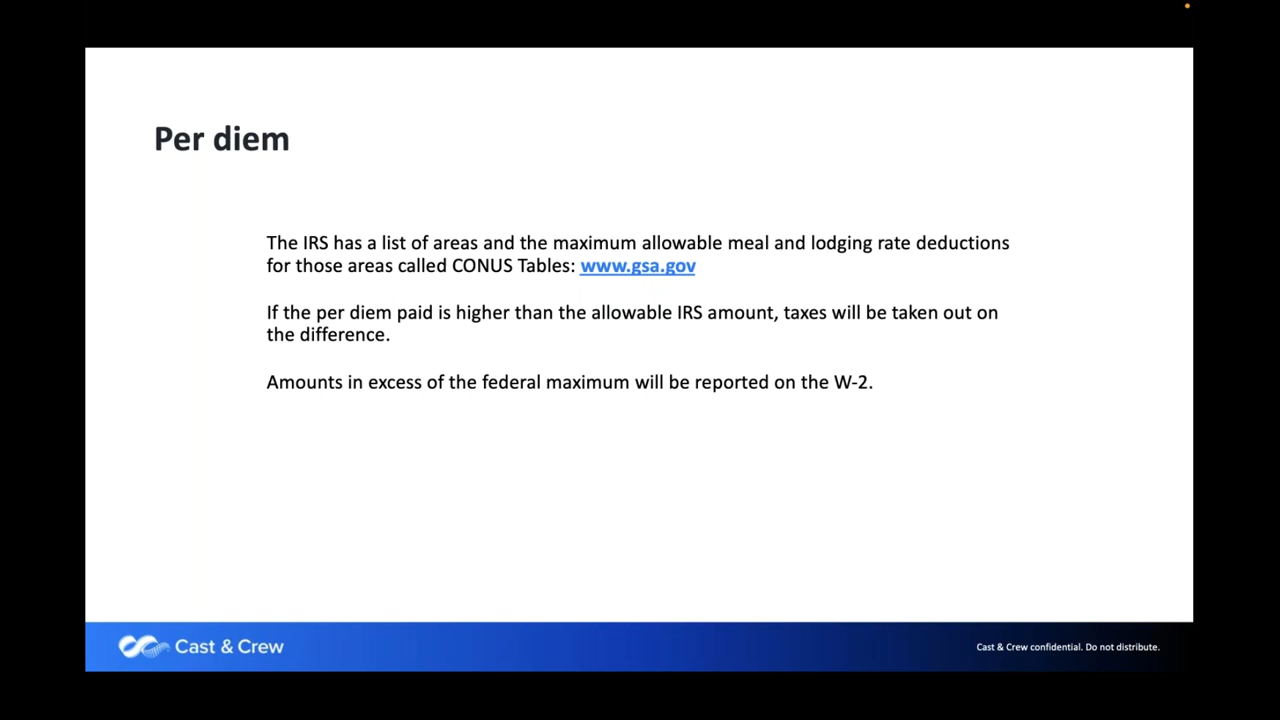 Per diem
The IRS has a list of areas and the maximum allowable meal and lodging rate deductions
for those areas called CONUS Tables: www.gsa.gov
If the per diem paid is higher than the allowable IRS amount, taxes will be taken out on
the difference.
Amounts in excess of the federal maximum will be reported on the W-2.
Cast & Crew
Cast & Crew confidential. Do not distribute.